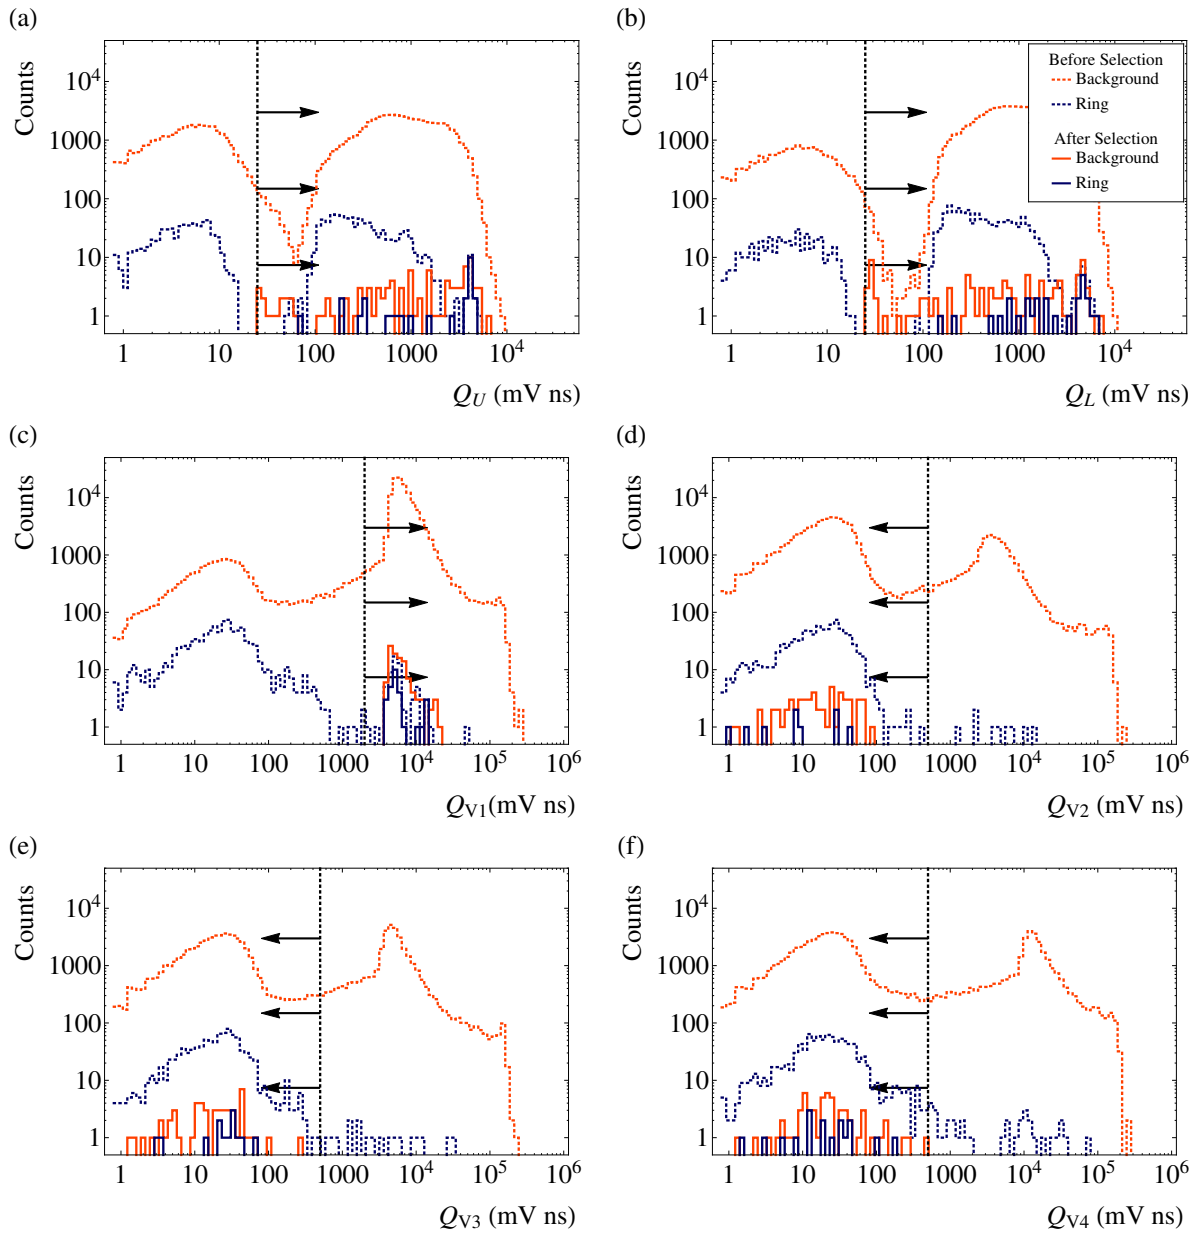 (a)
Counts
10^4
1000
100
10
1
1 10 100 1000 10^4
Q_U (mV ns)
(b)
Counts
10^4
1000
100
10
1
1 10 100 1000 10^4
Q_L (mV ns)
Before Selection
Background
Ring
After Selection
Background
Ring
(c)
Counts
10^4
1000
100
10
1
1 10 100 1000 10^4 10^5 10^6
Q_V1(mV ns)
(d)
Counts
10^4
1000
100
10
1
1 10 100 1000 10^4 10^5 10^6
Q_V2 (mV ns)
(e)
Counts
10^4
1000
100
10
1
1 10 100 1000 10^4 10^5 10^6
Q_V3 (mV ns)
(f)
Counts
10^4
1000
100
10
1
1 10 100 1000 10^4 10^5 10^6
Q_V4 (mV ns)